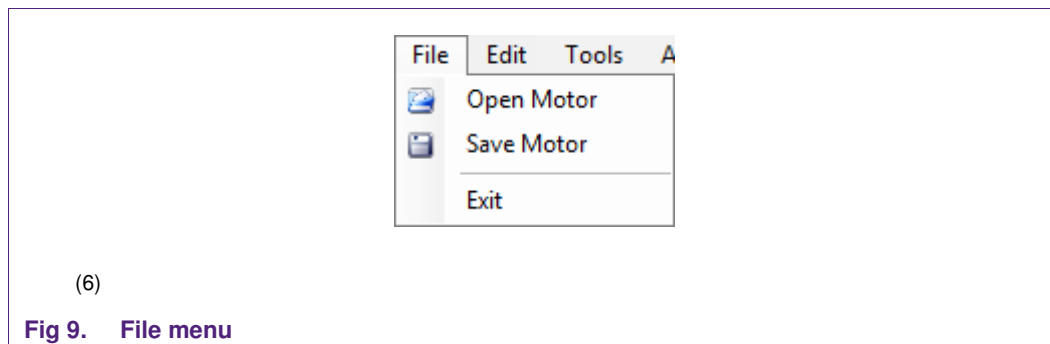 File Edit Tools A
Open Motor
Save Motor
Exit
(6)
Fig 9. File menu